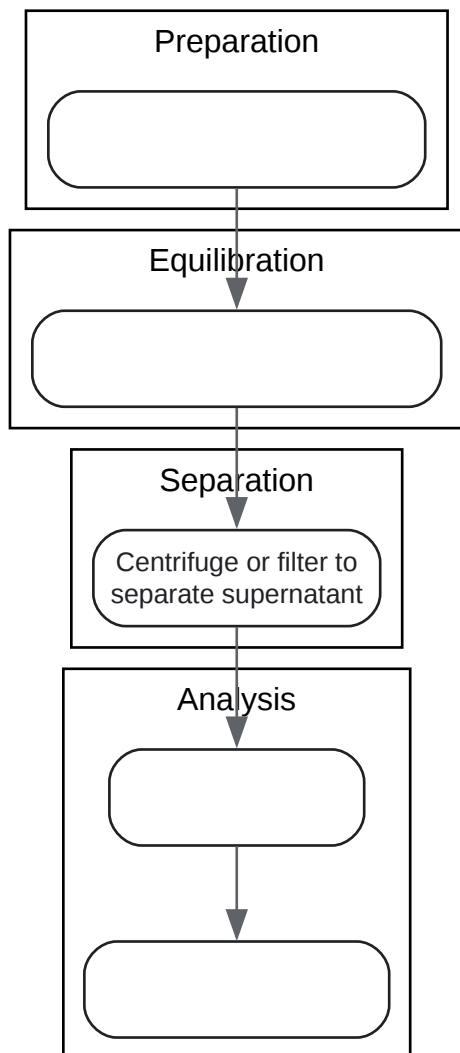 Preparation
Equilibration
Separation
Centrifuge or filter to
separate supernatant
Analysis